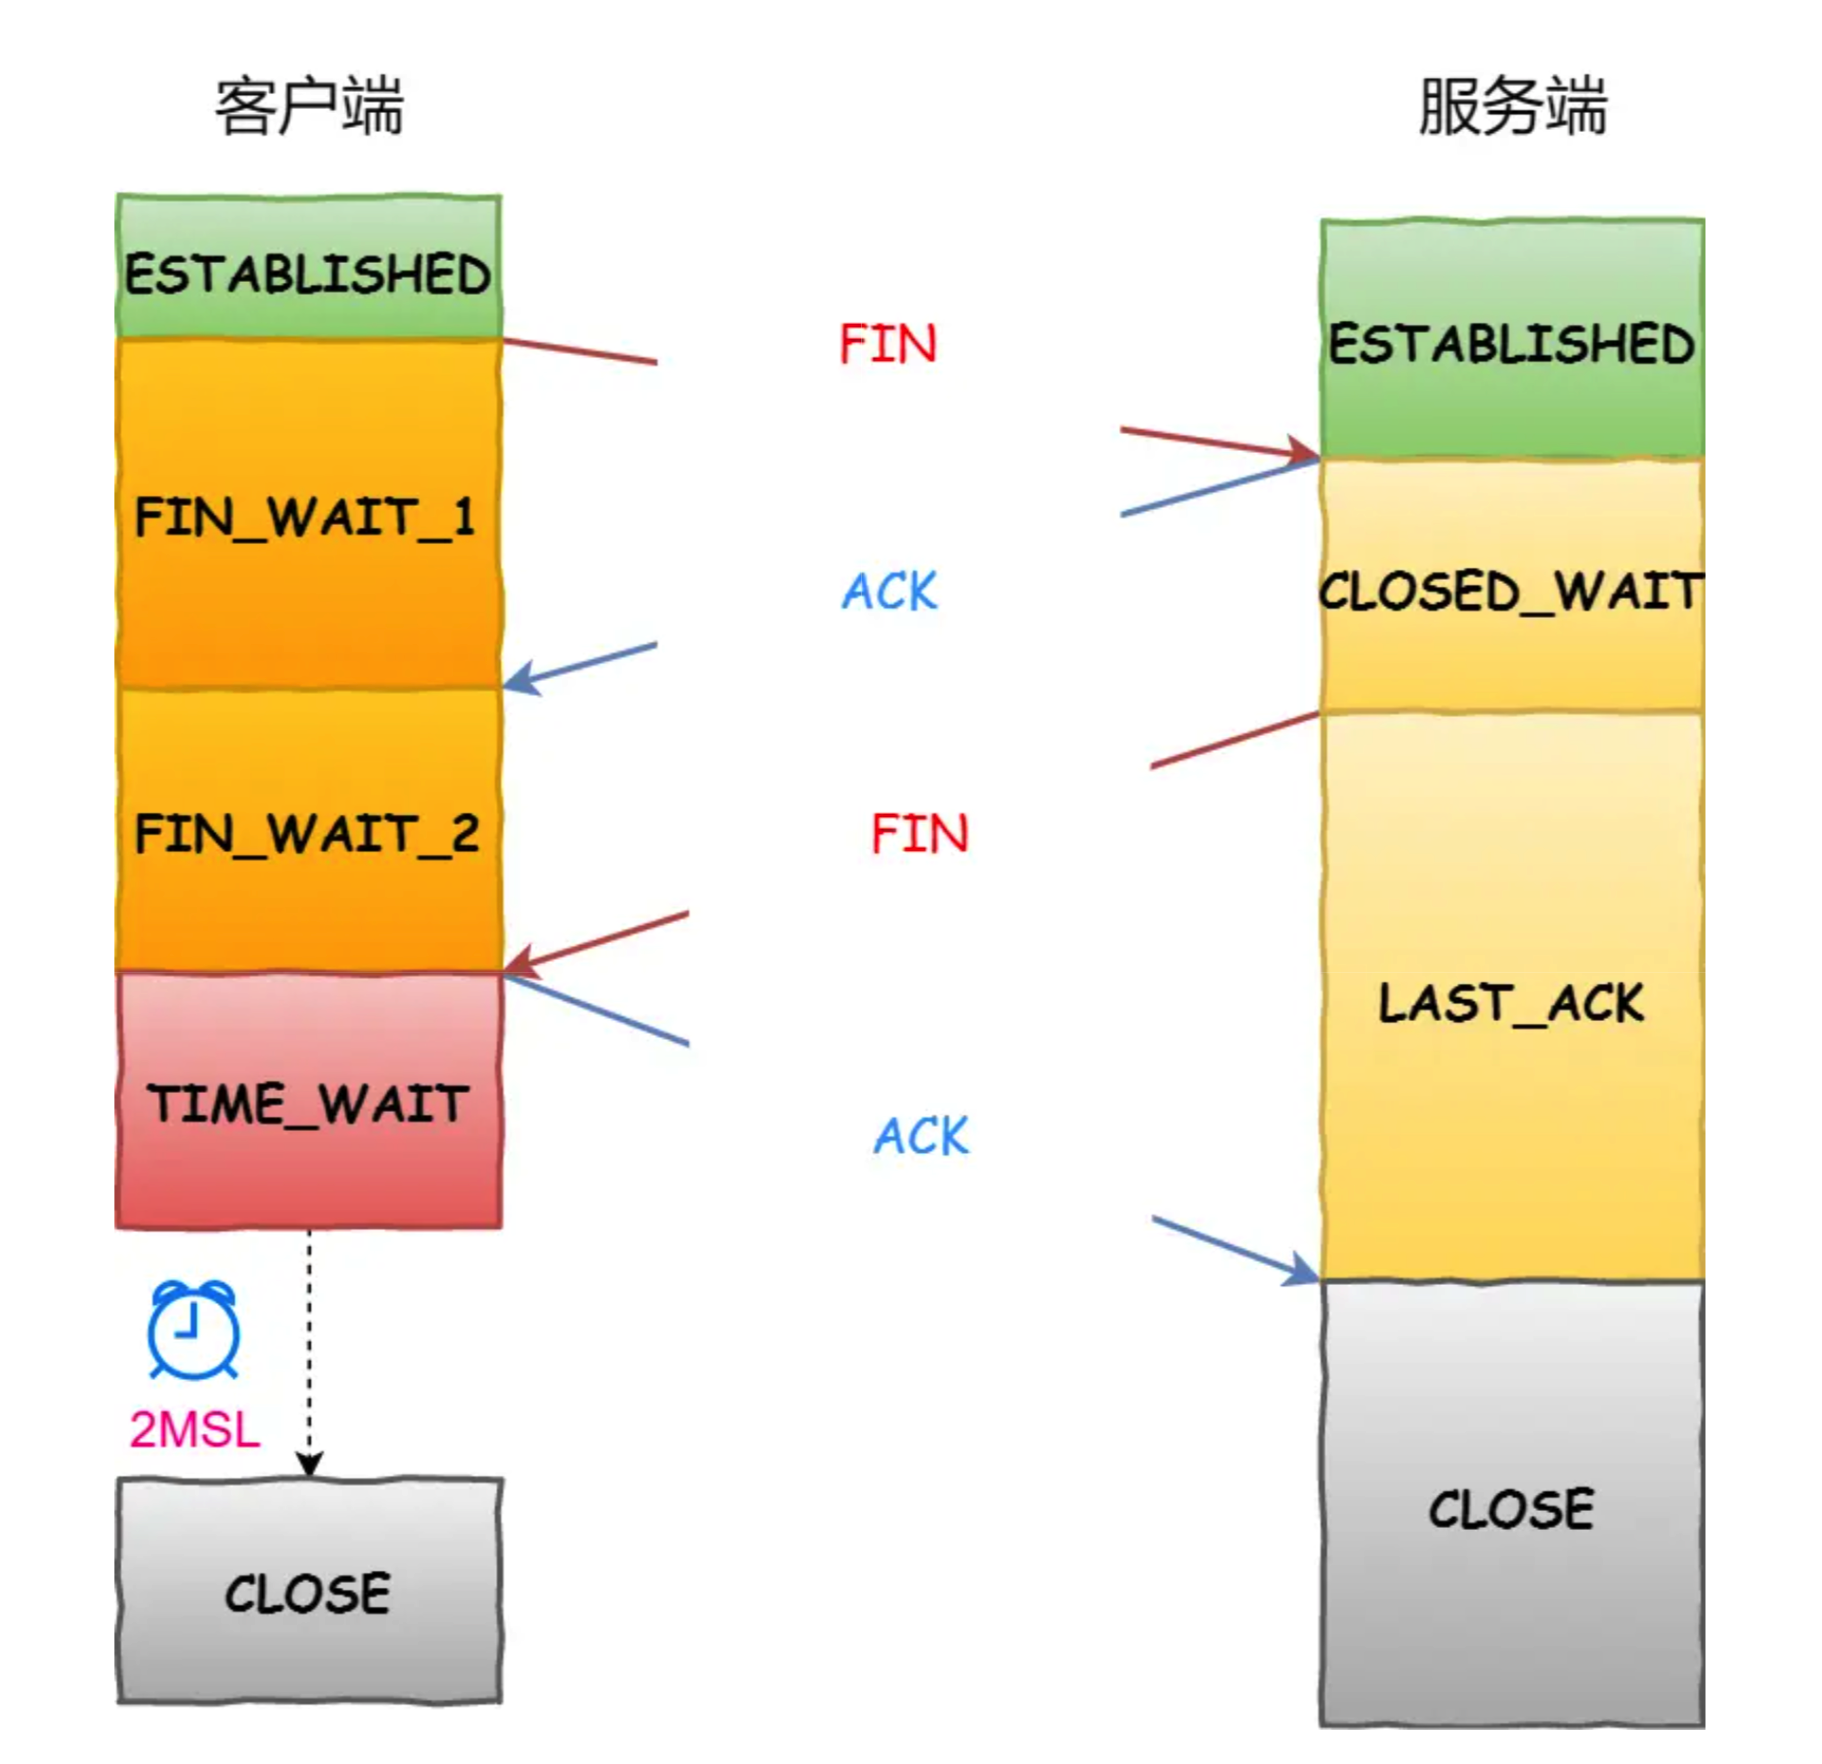 客户端
服务端
ESTABLISHED
ESTABLISHED
FIN
FIN_WAIT_1
ACK
CLOSED_WAIT
FIN_WAIT_2
FIN
LAST_ACK
TIME_WAIT
ACK
2MSL
CLOSE
CLOSE